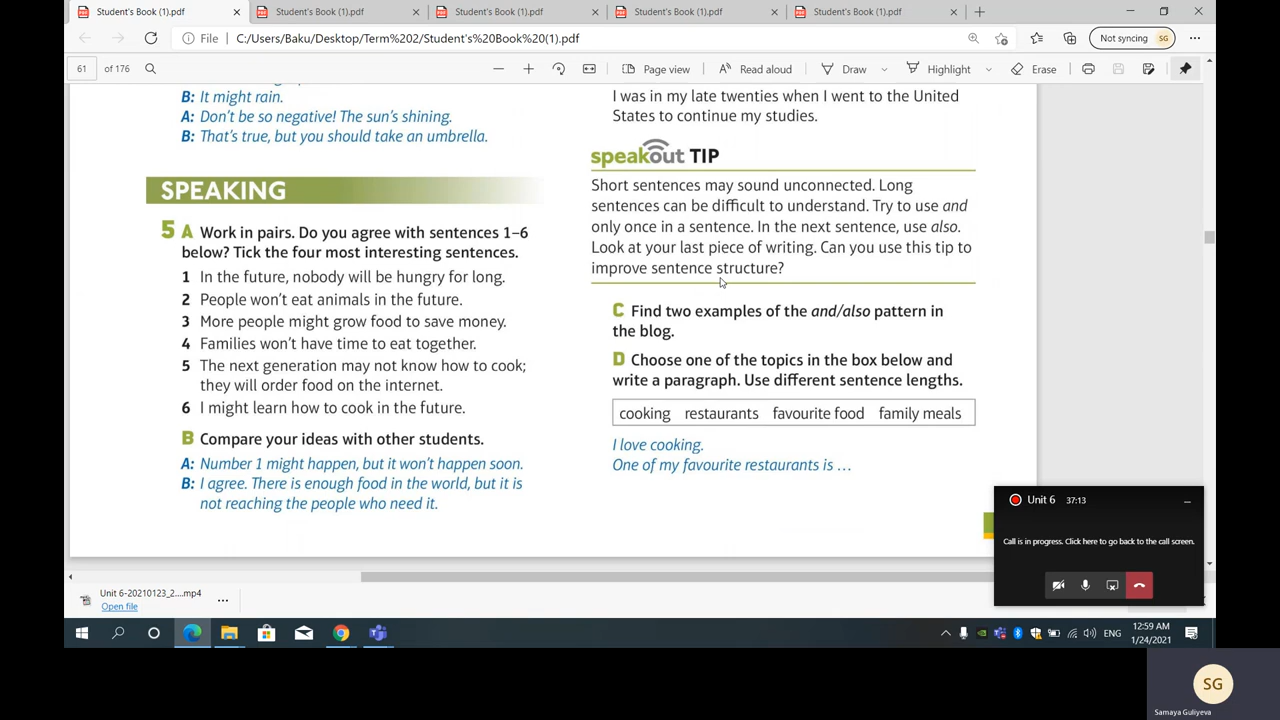 Student's Book (1).pdf
Student's Book (1).pdf
Student's Book (1).pdf
Student's Book (1).pdf
Student's Book (1).pdf
File
C:/Users/Baku/Desktop/Term%202/Student's%20Book%20(1).pdf
Not syncing
SG
61 of 176
Page view
Read aloud
Draw
Highlight
Erase
B: It might rain.
A: Don't be so negative! The sun's shining.
B: That's true, but you should take an umbrella.
SPEAKING
5 A Work in pairs. Do you agree with sentences 1–6
below? Tick the four most interesting sentences.
1 In the future, nobody will be hungry for long.
2 People won't eat animals in the future.
3 More people might grow food to save money.
4 Families won't have time to eat together.
5 The next generation may not know how to cook;
they will order food on the internet.
6 I might learn how to cook in the future.
B Compare your ideas with other students.
A: Number 1 might happen, but it won't happen soon.
B: I agree. There is enough food in the world, but it is
not reaching the people who need it.
I was in my late twenties when I went to the United
States to continue my studies.
speakout TIP
Short sentences may sound unconnected. Long
sentences can be difficult to understand. Try to use and
only once in a sentence. In the next sentence, use also.
Look at your last piece of writing. Can you use this tip to
improve sentence structure?
C Find two examples of the and/also pattern in
the blog.
D Choose one of the topics in the box below and
write a paragraph. Use different sentence lengths.
cooking restaurants favourite food family meals
I love cooking.
One of my favourite restaurants is …
Unit 6 37:13
Call is in progress. Click here to go back to the call screen.
Unit 6-20210123_2....mp4
Open file
ENG
12:59 AM
1/24/2021
SG
Samaya Guliyeva